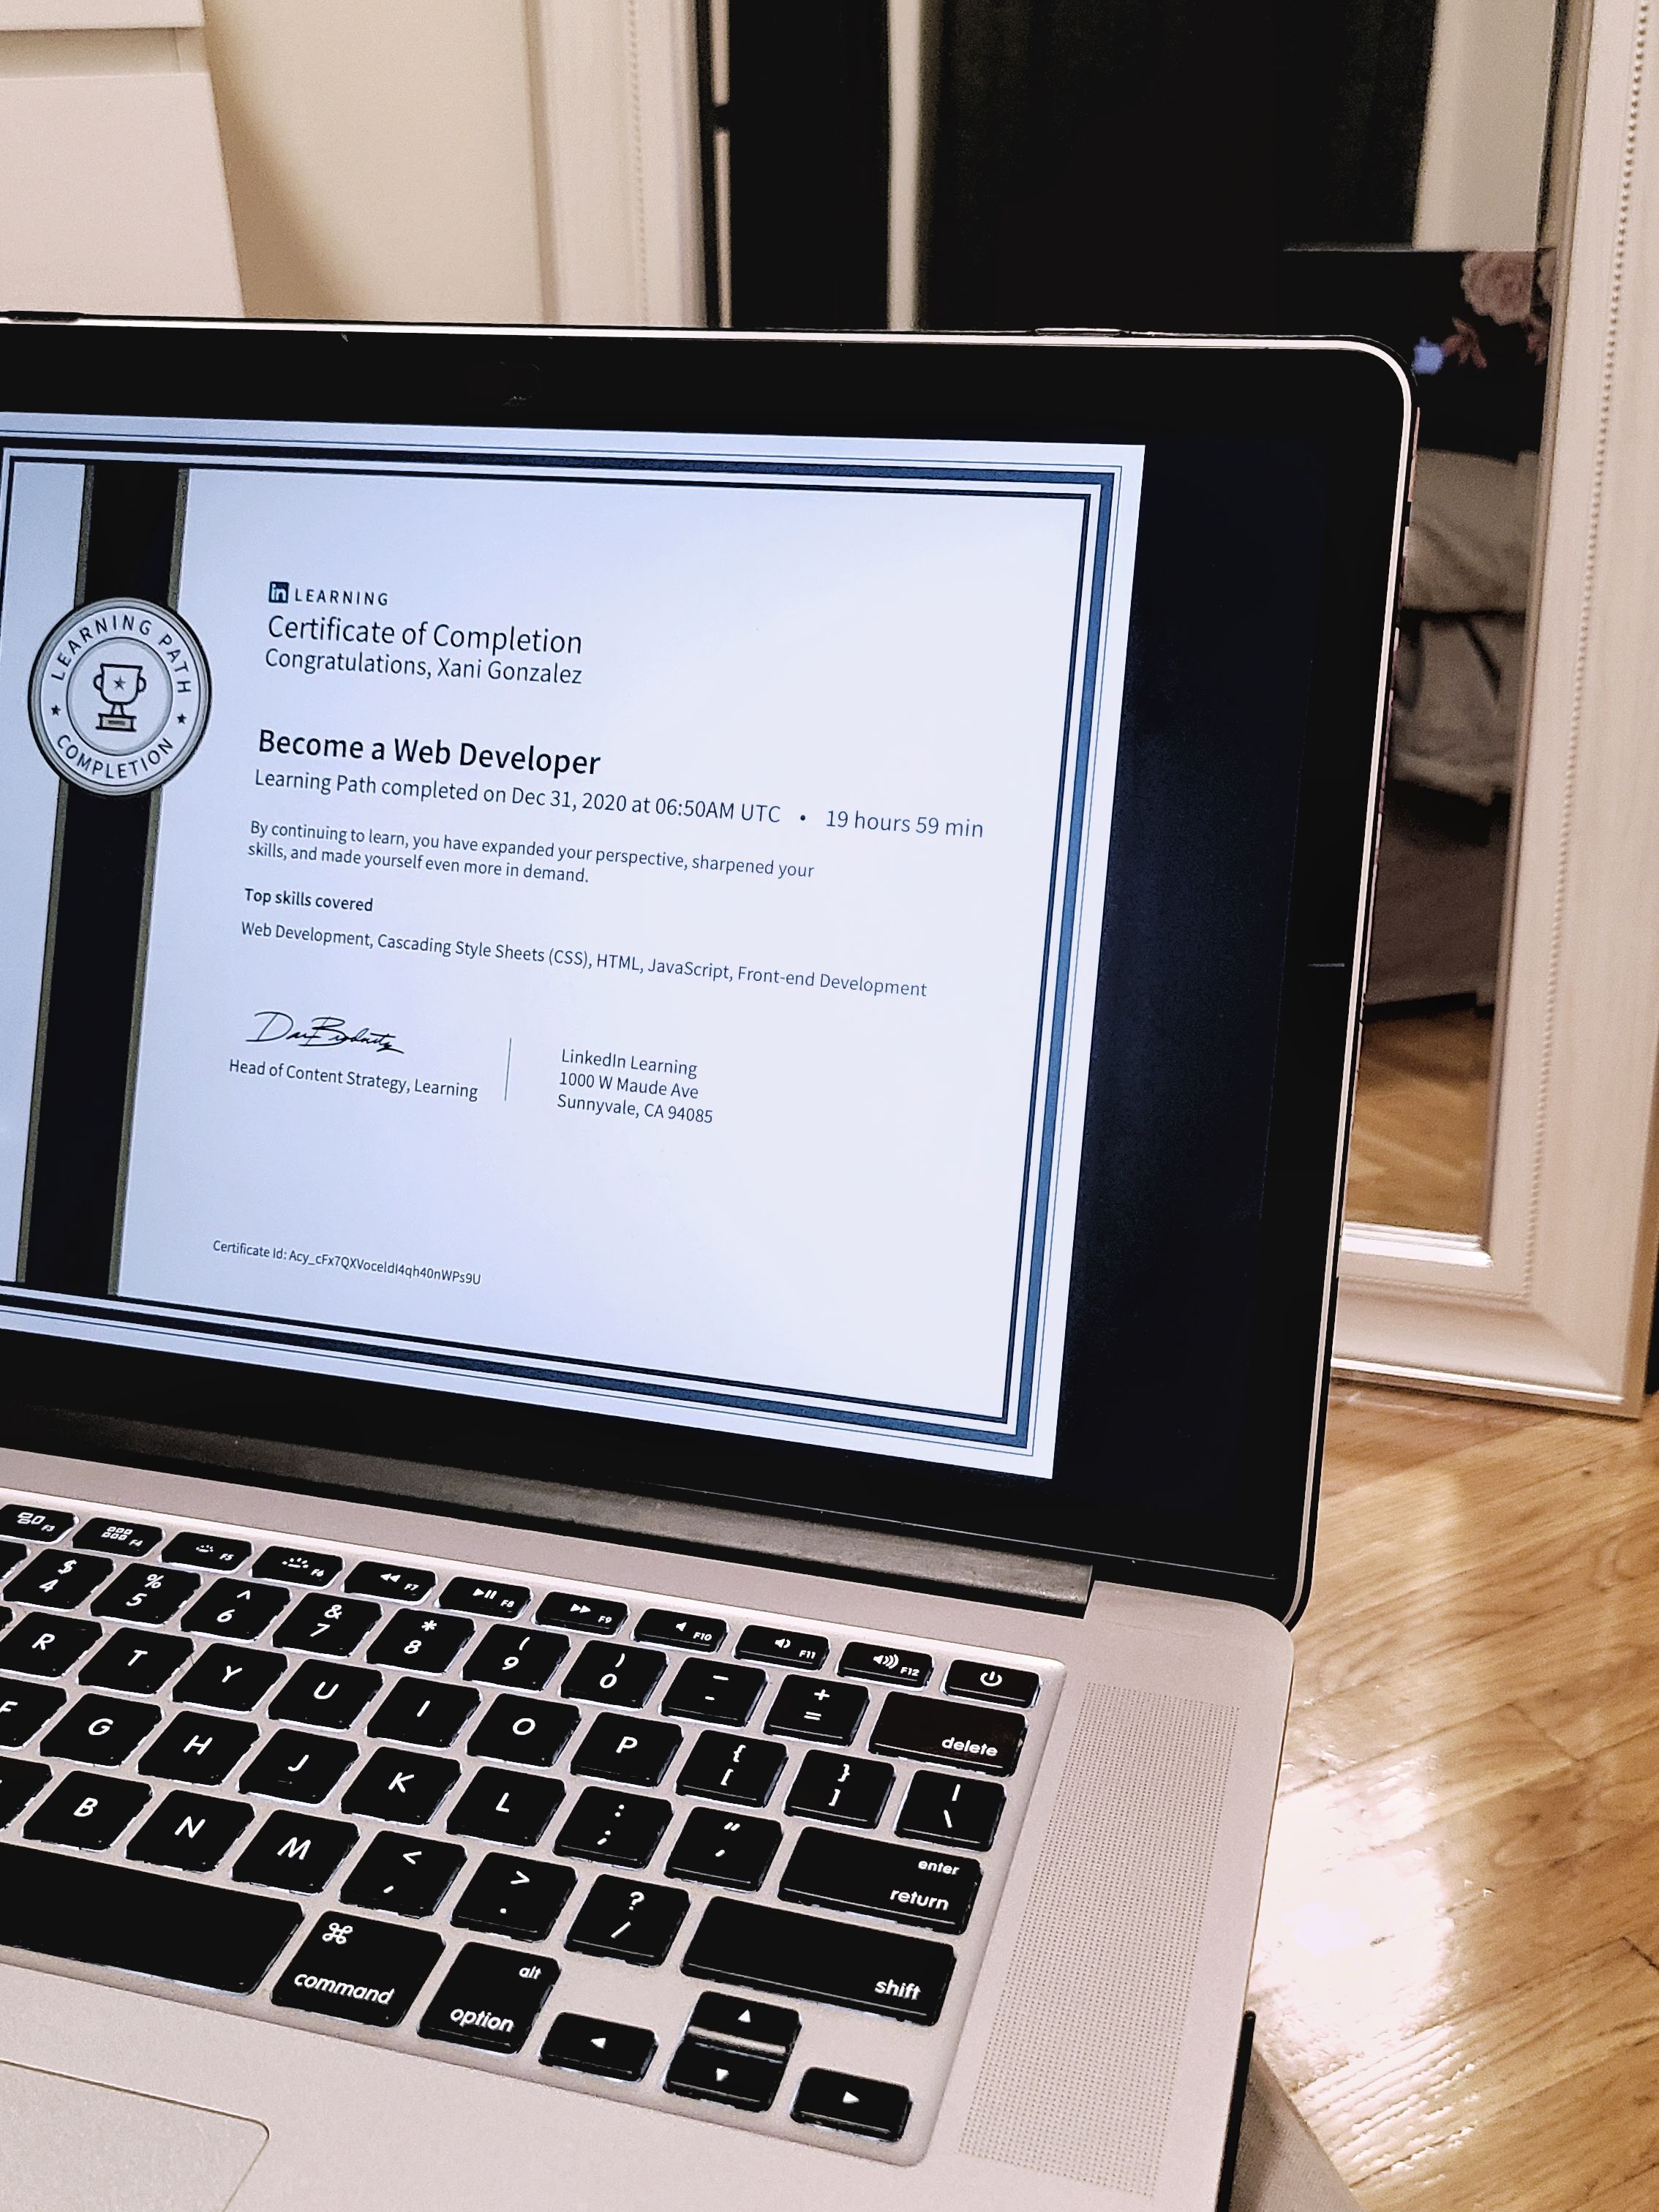 in LEARNING
Certificate of Completion
Congratulations, Xani Gonzalez
LEARNING PATH
COMPLETION
Become a Web Developer
Learning Path completed on Dec 31, 2020 at 06:50AM UTC • 19 hours 59 min
By continuing to learn, you have expanded your perspective, sharpened your
skills, and made yourself even more in demand.
Top skills covered
Web Development, Cascading Style Sheets (CSS), HTML, JavaScript, Front-end Development
Head of Content Strategy, Learning
LinkedIn Learning
1000 W Maude Ave
Sunnyvale, CA 94085
Certificate Id: Acy_cFx7QXVoceldI4qh40nWPs9U
F3 F4 F5 F6 F7 F8 F9 F10 F11 F12
$ % ^ & * ( ) _ +
4 5 6 7 8 9 0 - = delete
R T Y U I O P { [ } ] | \
F G H J K L : ; " ' enter return
B N M < , > . ? / shift
⌘ command alt option